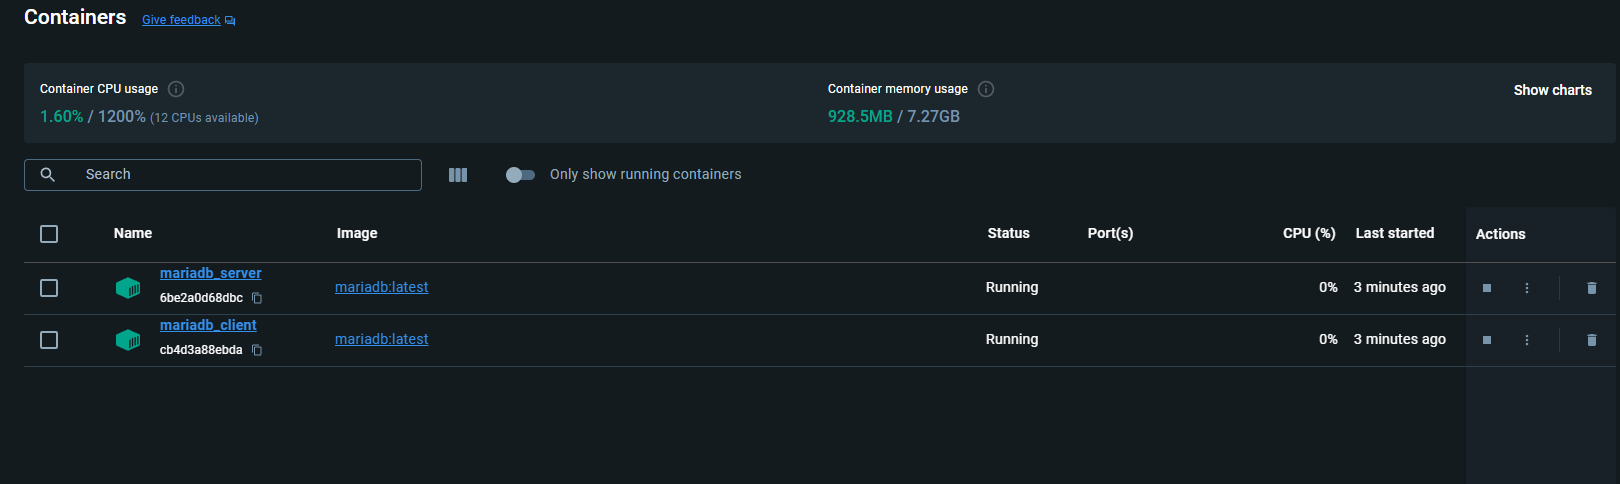 Containers Give feedback
Container CPU usage
1.60% / 1200% (12 CPUs available)
Container memory usage
928.5MB / 7.27GB
Show charts
Search
Only show running containers
Name Image Status Port(s) CPU (%) Last started Actions
mariadb_server
6be2a0d68dbc
mariadb:latest Running 0% 3 minutes ago
mariadb_client
cb4d3a88ebda
mariadb:latest Running 0% 3 minutes ago